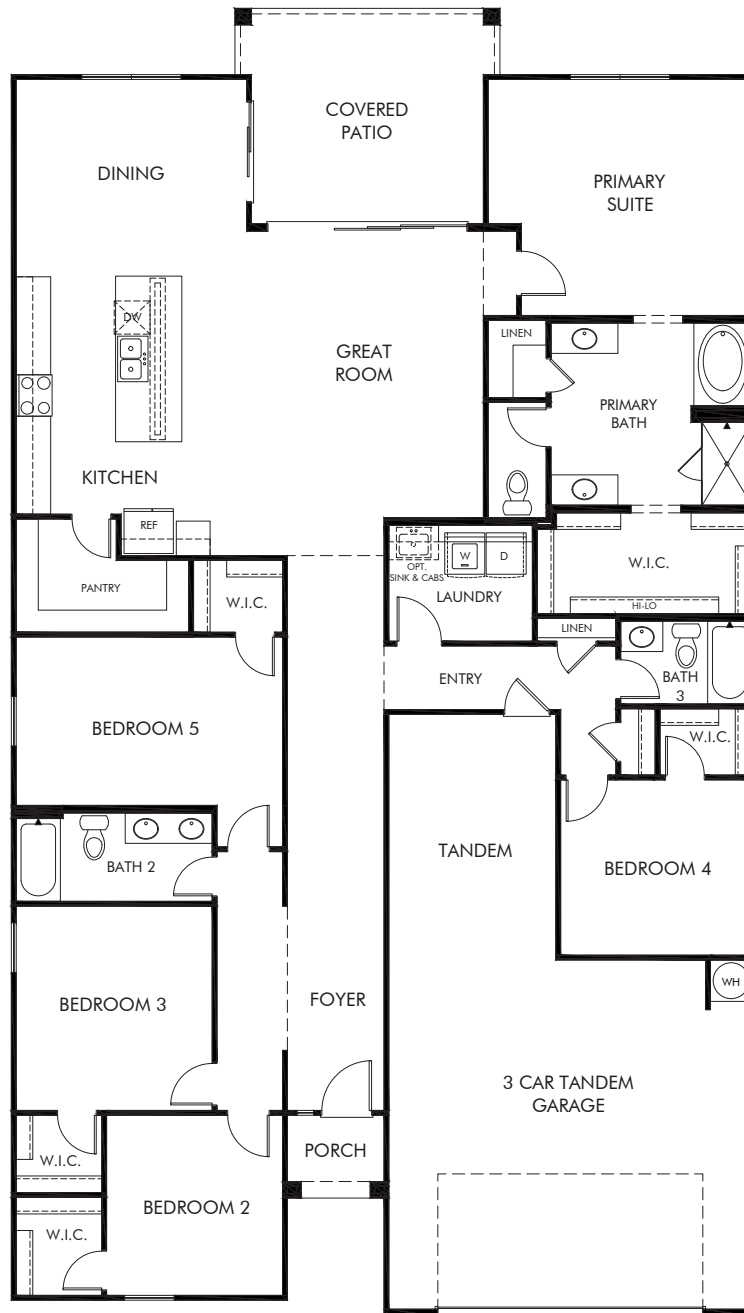 COVERED
PATIO
DINING
PRIMARY
SUITE
DW
LINEN
GREAT
ROOM
PRIMARY
BATH
KITCHEN
REF
W
D
OPT.
SINK & CABS
LAUNDRY
W.I.C.
HI-LO
PANTRY
W.I.C.
LINEN
ENTRY
BATH
3
BEDROOM 5
W.I.C.
TANDEM
BATH 2
BEDROOM 4
BEDROOM 3
FOYER
WH
3 CAR TANDEM
GARAGE
PORCH
W.I.C.
BEDROOM 2
W.I.C.